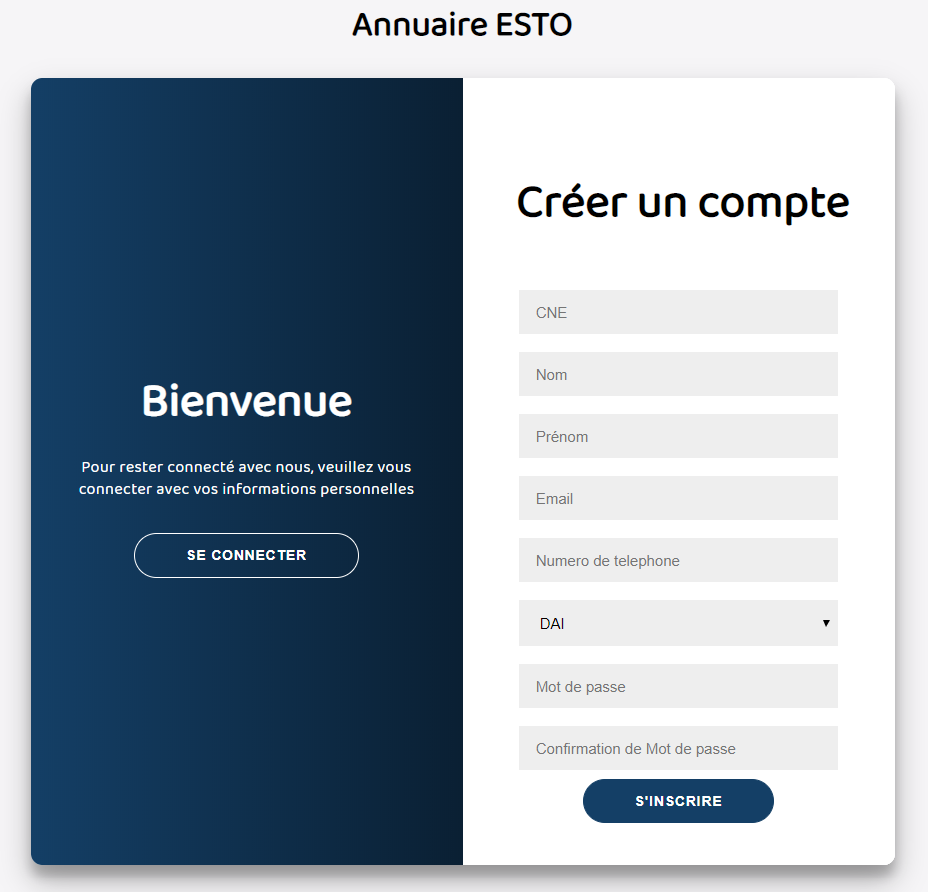 Annuaire ESTO
Bienvenue
Pour rester connecté avec nous, veuillez vous
connecter avec vos informations personnelles
SE CONNECTER
Créer un compte
CNE
Nom
Prénom
Email
Numero de telephone
DAI
Mot de passe
Confirmation de Mot de passe
S'INSCRIRE